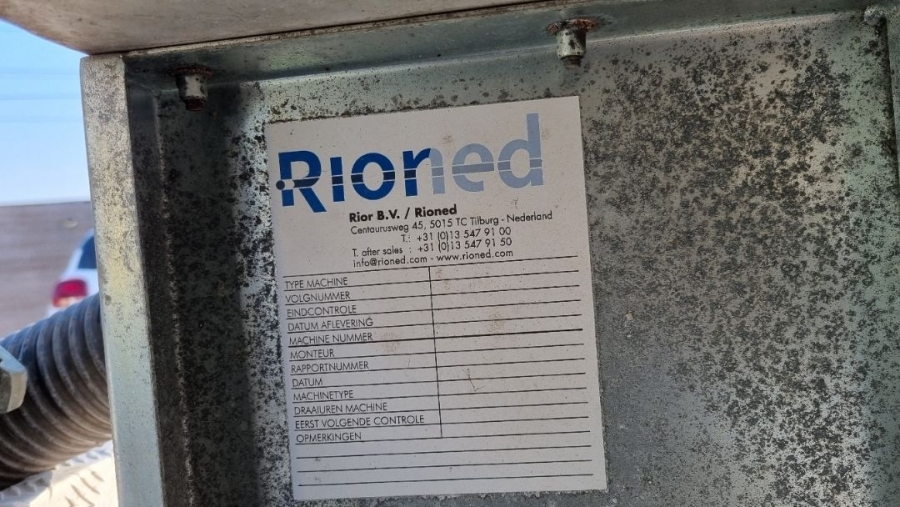 Rioned
Rior B.V. / Rioned
Centaurusweg 45, 5015 TC Tilburg - Nederland
T.: +31 (0)13 547 91 00
T. after sales : +31 (0)13 547 91 50
info@rioned.com - www.rioned.com
TYPE MACHINE
VOLGNUMMER
EINDCONTROLE
DATUM AFLEVERING
MACHINE NUMMER
MONTEUR
RAPPORTNUMMER
DATUM
MACHINETYPE
DRAAIUREN MACHINE
EERST VOLGENDE CONTROLE
OPMERKINGEN